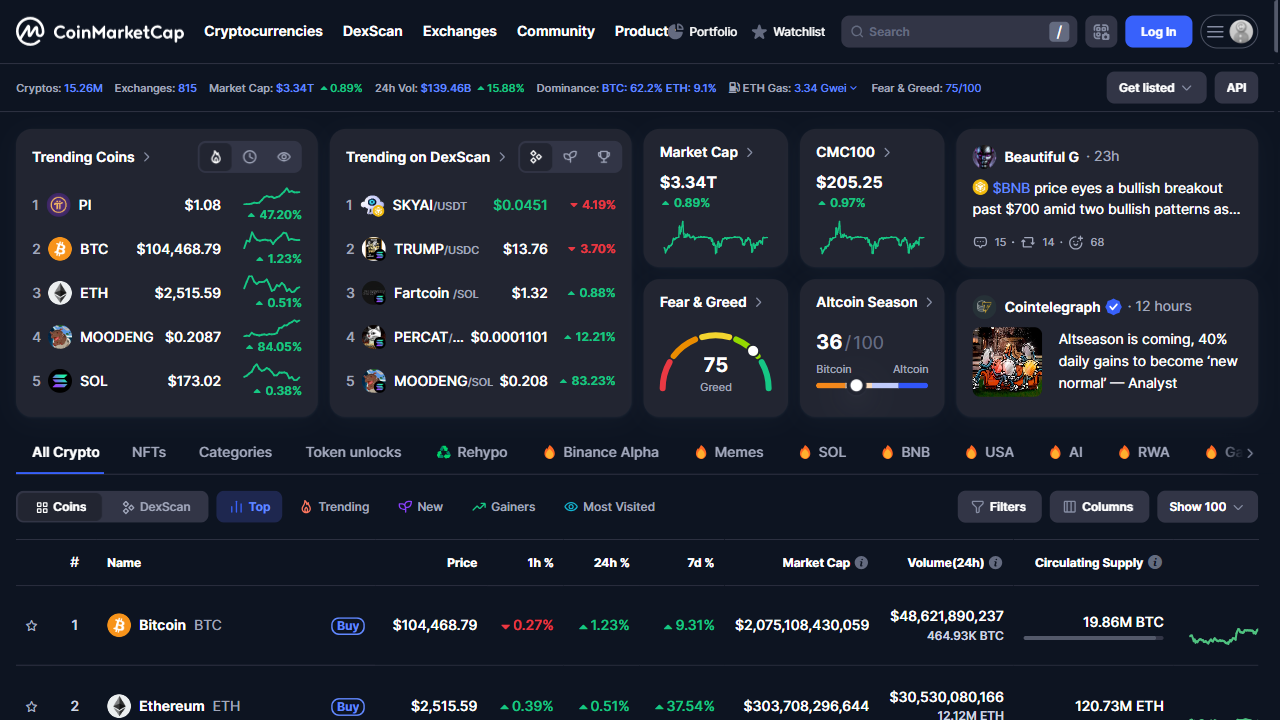 CoinMarketCap Cryptocurrencies DexScan Exchanges Community Product Portfolio Watchlist Search / Log In
Cryptos: 15.26M Exchanges: 815 Market Cap: $3.34T 0.89% 24h Vol: $139.46B 15.88% Dominance: BTC: 62.2% ETH: 9.1% ETH Gas: 3.34 Gwei Fear & Greed: 75/100 Get listed API
Trending Coins
1 PI $1.08 47.20%
2 BTC $104,468.79 1.23%
3 ETH $2,515.59 0.51%
4 MOODENG $0.2087 84.05%
5 SOL $173.02 0.38%
Trending on DexScan
1 SKYAI/USDT $0.0451 4.19%
2 TRUMP/USDC $13.76 3.70%
3 Fartcoin /SOL $1.32 0.88%
4 PERCAT/... $0.0001101 12.21%
5 MOODENG/SOL $0.208 83.23%
Market Cap
$3.34T
0.89%
CMC100
$205.25
0.97%
Fear & Greed
75
Greed
Altcoin Season
36/100
Bitcoin Altcoin
Beautiful G · 23h
$BNB price eyes a bullish breakout
past $700 amid two bullish patterns as...
15 · 14 · 68
Cointelegraph · 12 hours
Altseason is coming, 40%
daily gains to become ‘new
normal’ — Analyst
All Crypto NFTs Categories Token unlocks Rehypo Binance Alpha Memes SOL BNB USA AI RWA Ga
Coins DexScan Top Trending New Gainers Most Visited Filters Columns Show 100
# Name Price 1h % 24h % 7d % Market Cap Volume(24h) Circulating Supply
1 Bitcoin BTC Buy $104,468.79 0.27% 1.23% 9.31% $2,075,108,430,059 $48,621,890,237 19.86M BTC
464.93K BTC
2 Ethereum ETH Buy $2,515.59 0.39% 0.51% 37.54% $303,708,296,644 $30,530,080,166 120.73M ETH
12.12M ETH